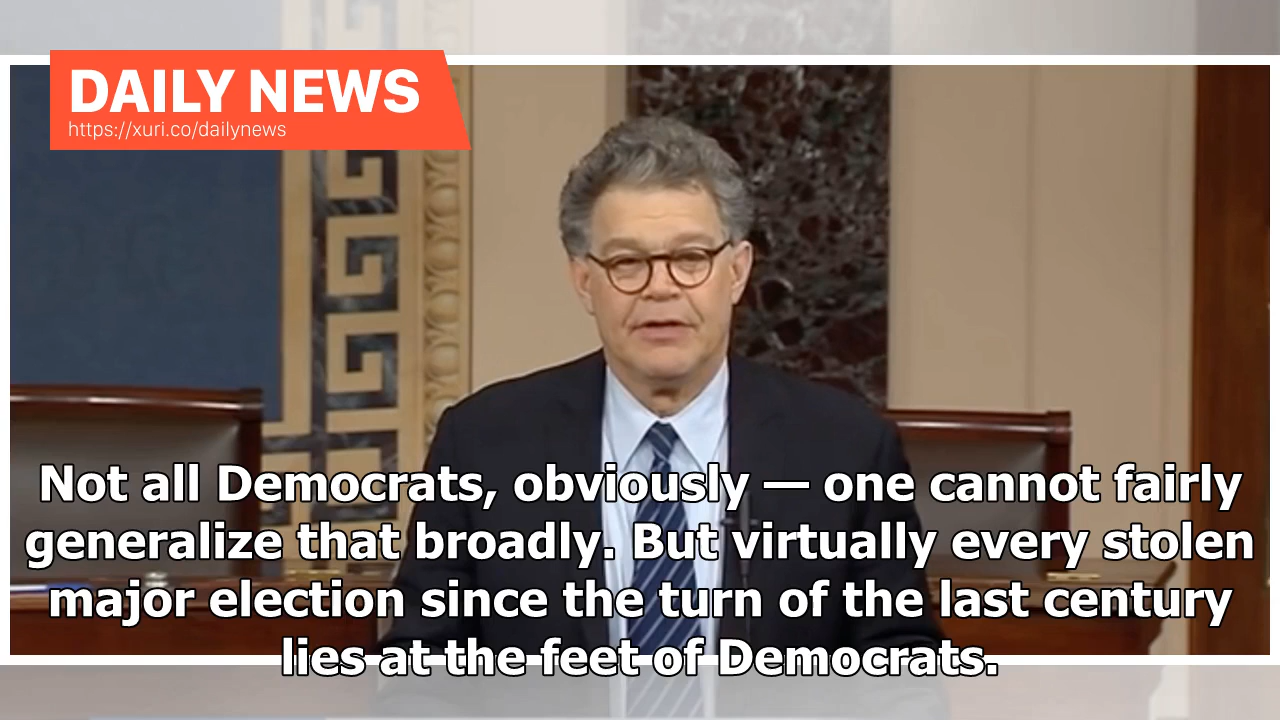 DAILY NEWS
https://xuri.co/dailynews
Not all Democrats, obviously — one cannot fairly
generalize that broadly. But virtually every stolen
major election since the turn of the last century
lies at the feet of Democrats.